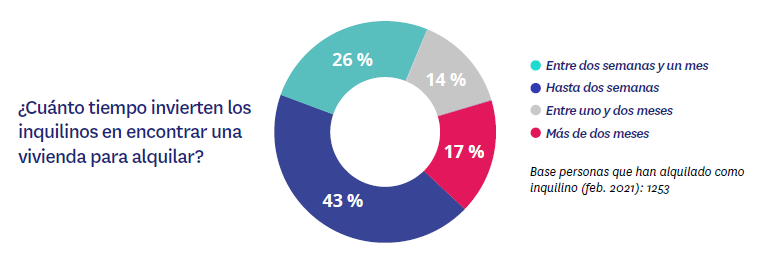 ¿Cuánto tiempo invierten los
inquilinos en encontrar una
vivienda para alquilar?
26 %
14 %
17 %
43 %
Entre dos semanas y un mes
Hasta dos semanas
Entre uno y dos meses
Más de dos meses
Base personas que han alquilado como
inquilino (feb. 2021): 1253